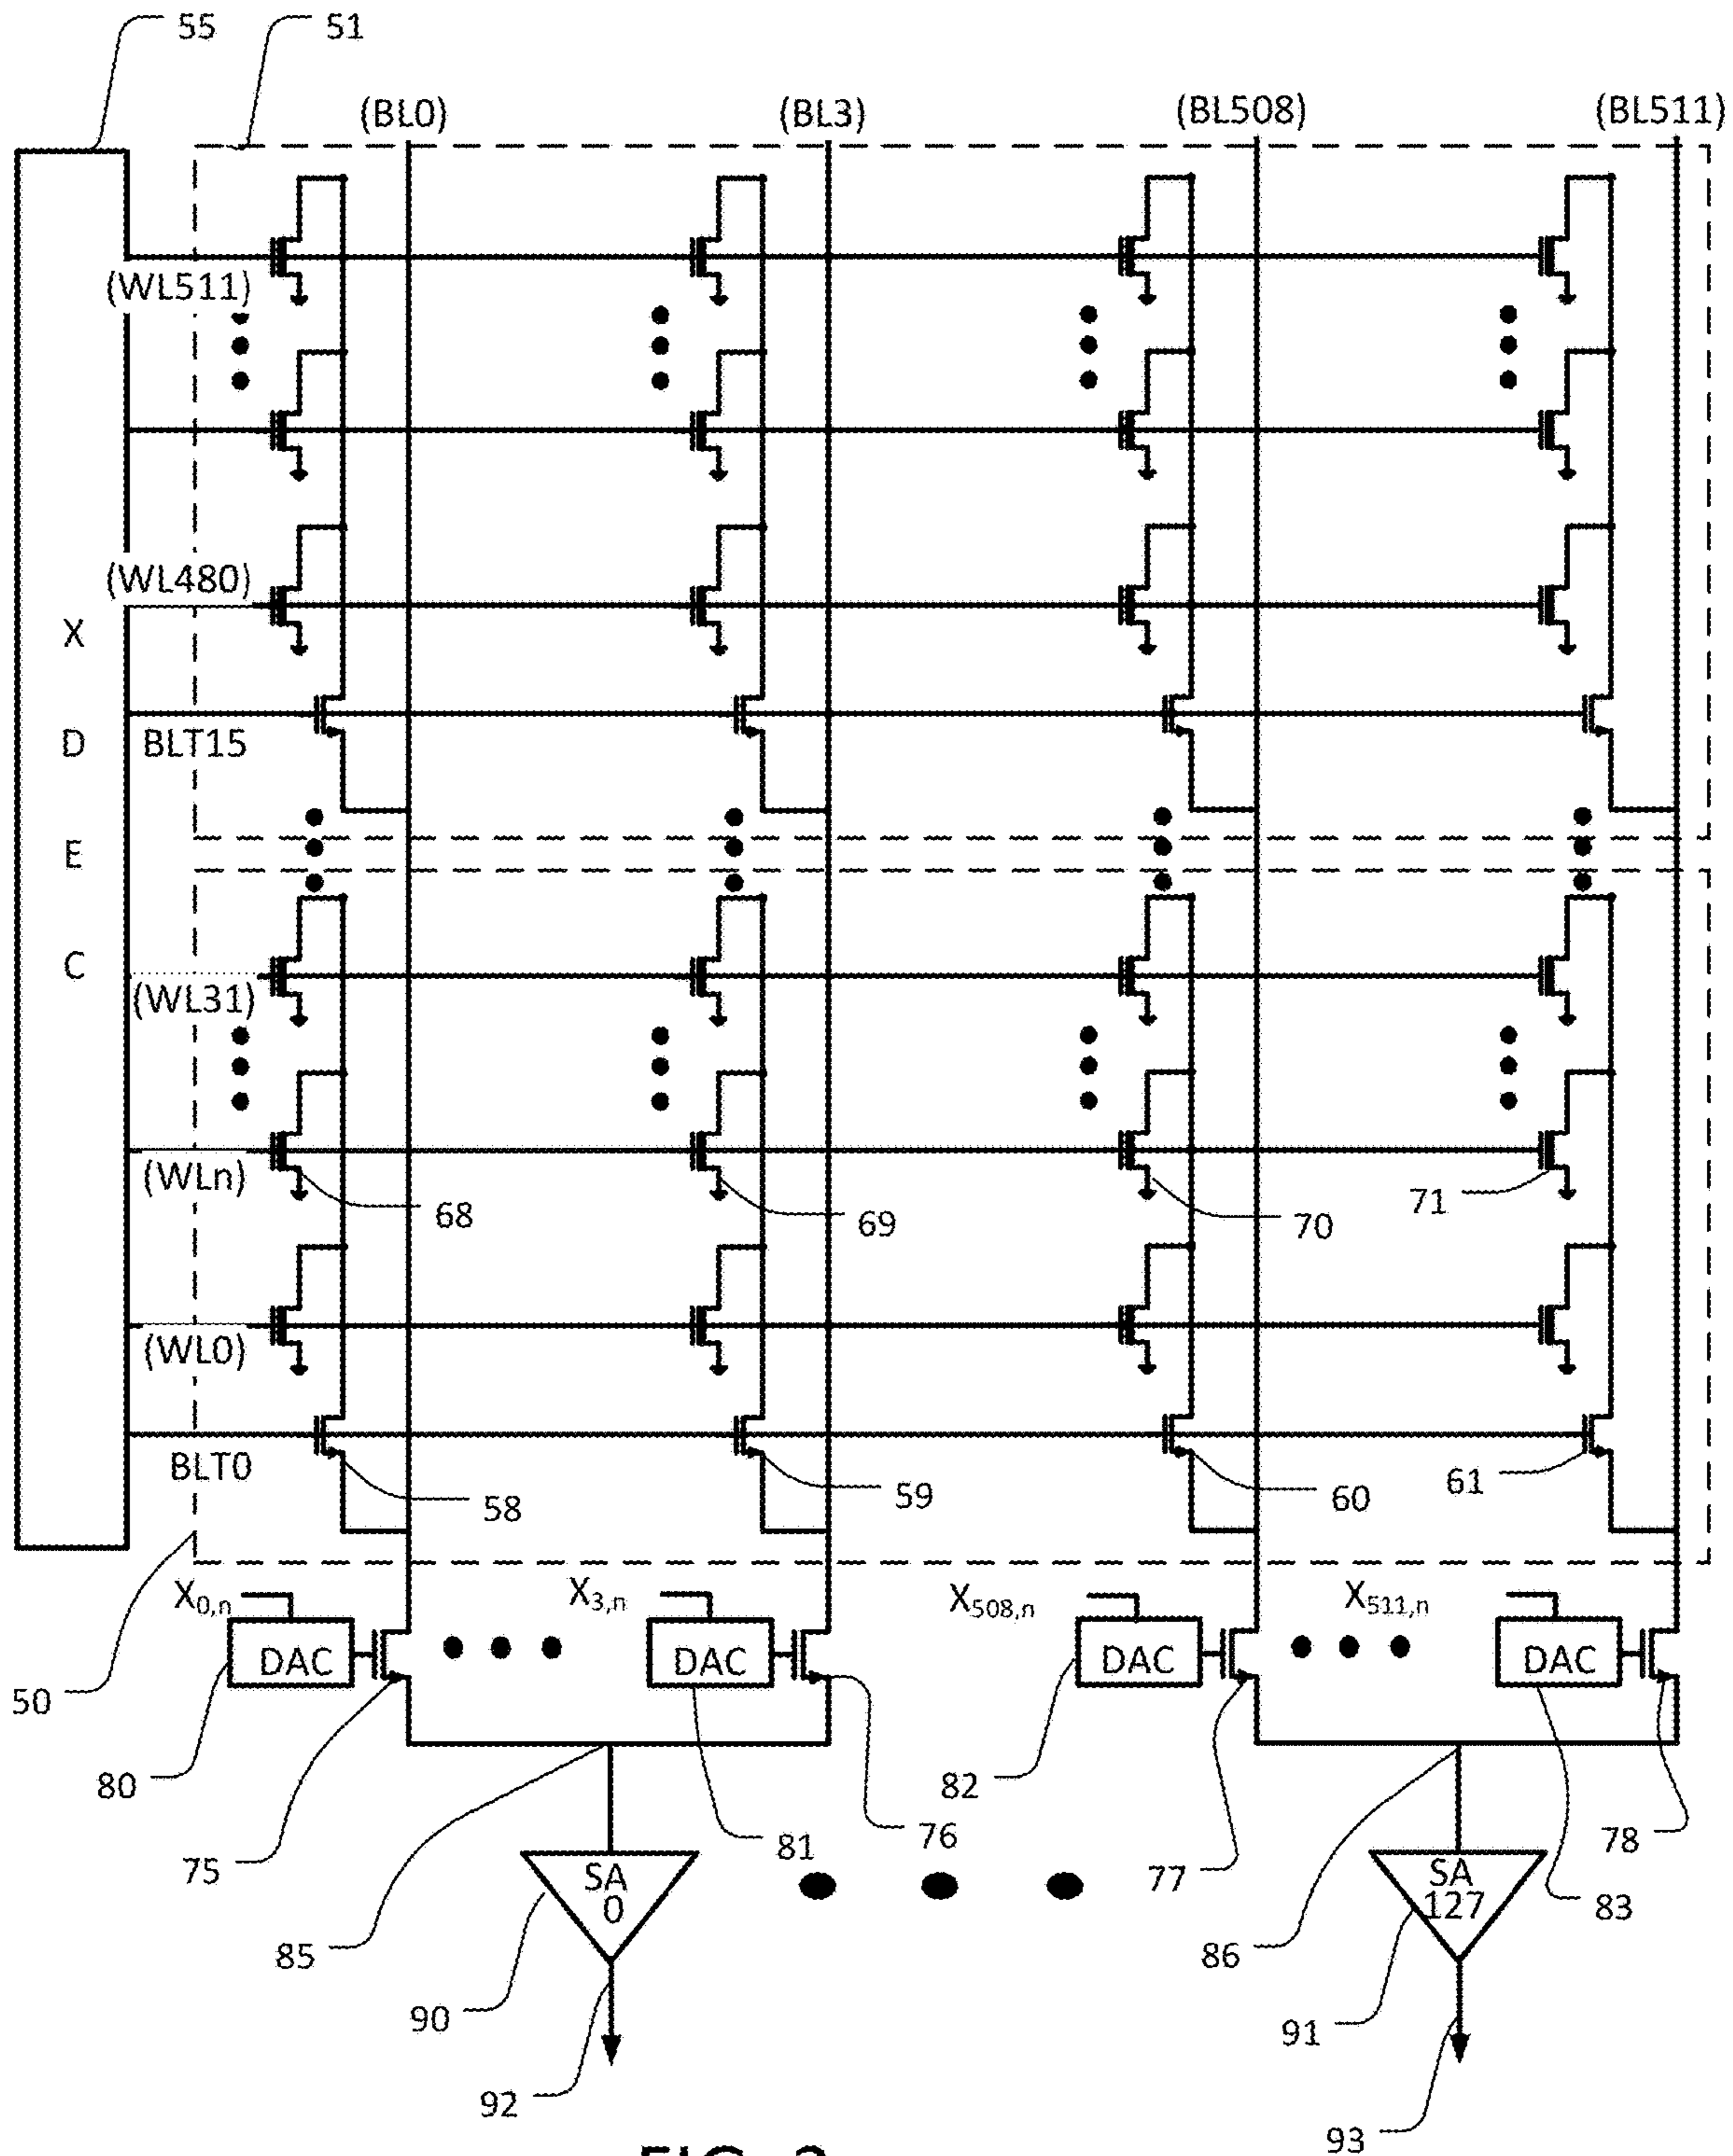 55
51
(BL0)
(BL3)
(BL508)
(BL511)
(WL511)
(WL480)
X
D
E
C
BLT15
(WL31)
(WLn)
68
69
70
71
(WL0)
BLT0
58
59
60
61
50
X0,n
X3,n
X508,n
X511,n
DAC
DAC
DAC
DAC
80
75
81
76
82
77
78
83
SA
0
SA
127
85
86
90
91
92
93